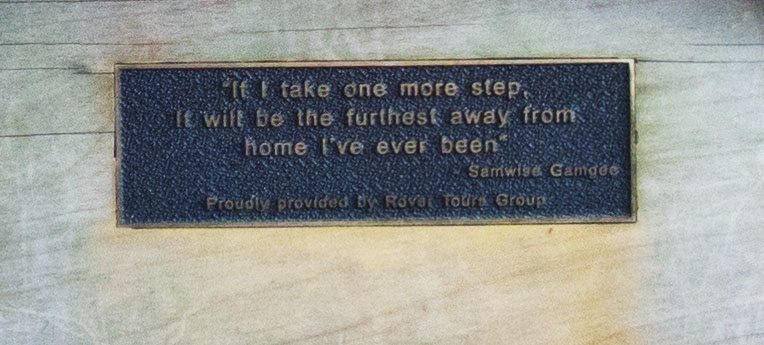 "If I take one more step,
it will be the furthest away from
home I've ever been"
- Samwise Gamgee
Proudly provided by Rover Tours Group